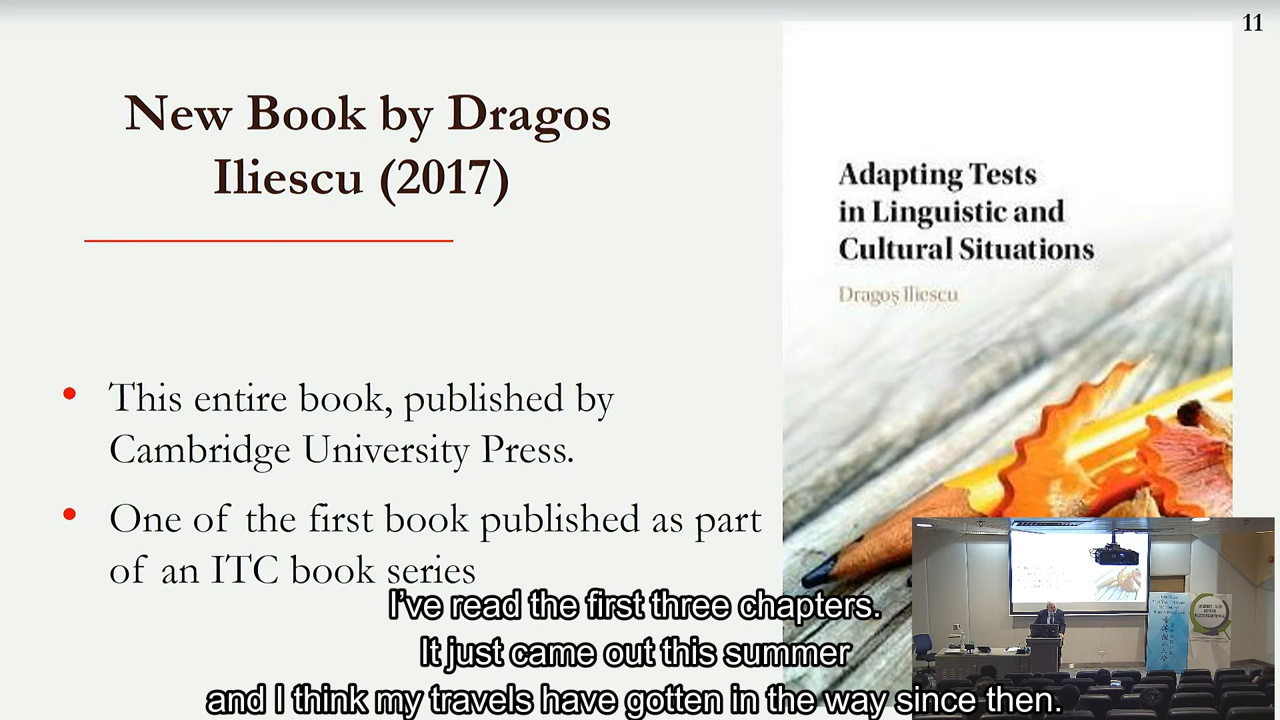 11
New Book by Dragos
Iliescu (2017)
Adapting Tests
in Linguistic and
Cultural Situations
Dragoş Iliescu
• This entire book, published by
Cambridge University Press.
• One of the first book published as part
of an ITC book series
I've read the first three chapters.
It just came out this summer
and I think my travels have gotten in the way since then.